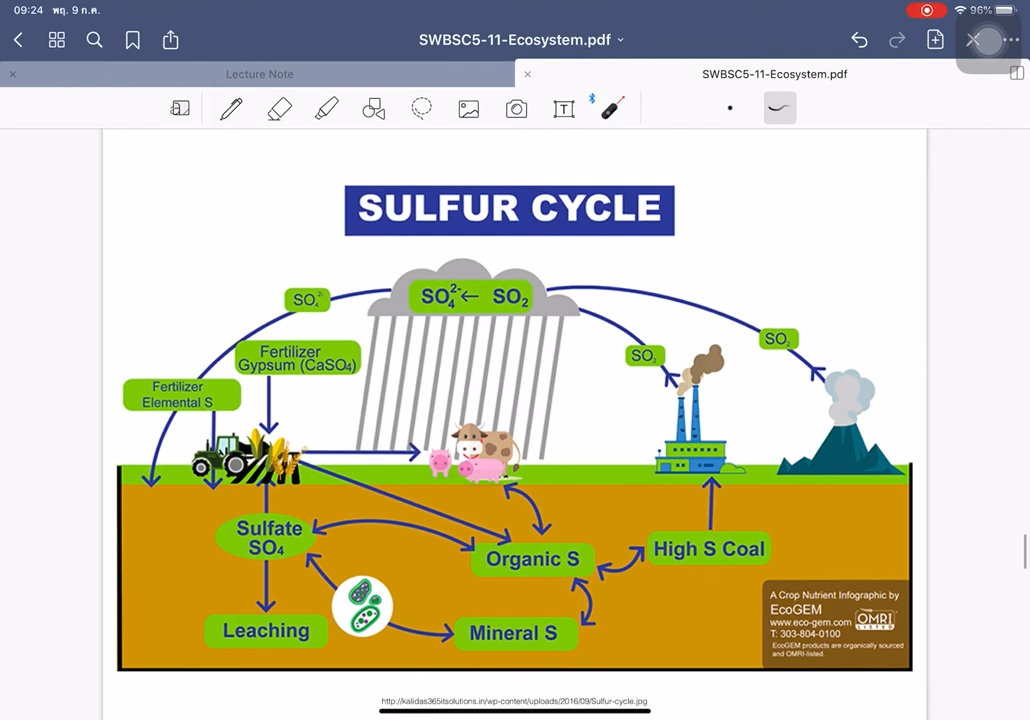 09:24 พฤ. 9 ก.ค.
96%
SWBSC5-11-Ecosystem.pdf
Lecture Note
SWBSC5-11-Ecosystem.pdf
T
SULFUR CYCLE
SO₄²⁻ ← SO₂
SO₄²⁻
SO₂
SO₂
Fertilizer
Gypsum (CaSO₄)
Fertilizer
Elemental S
Sulfate
SO₄
Organic S
High S Coal
Leaching
Mineral S
A Crop Nutrient Infographic by
EcoGEM
www.eco-gem.com
T: 303-804-0100
EcoGEM products are organically sourced
and OMRI-listed.
OMRI
LISTED
http://kalidas365itsolutions.in/wp-content/uploads/2016/09/Sulfur-cycle.jpg